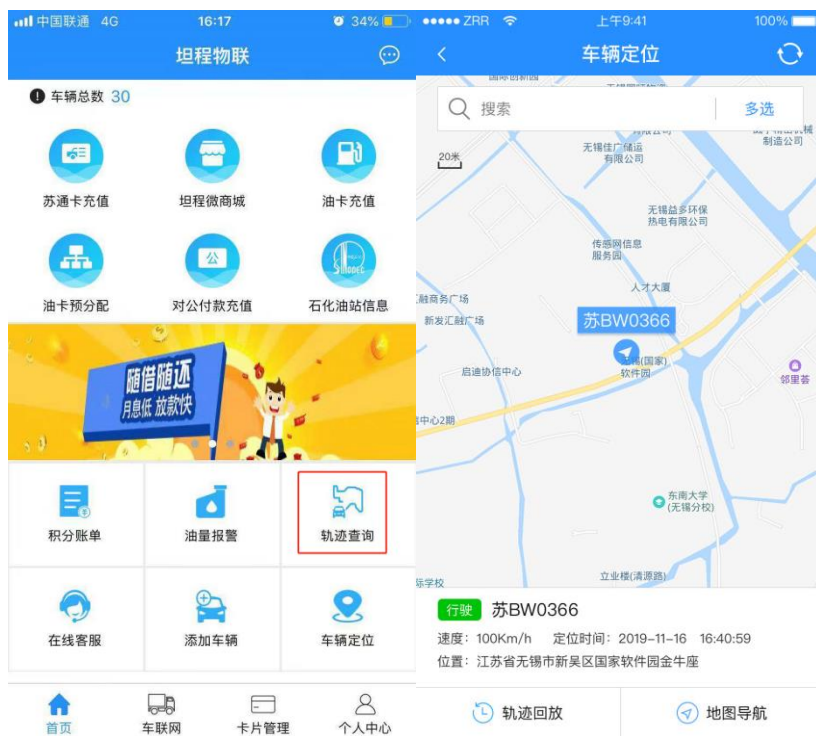 中国联通 4G 16:17 34%
坦程物联
车辆总数 30
苏通卡充值 坦程微商城 油卡充值
油卡预分配 对公付款充值 石化油站信息
随借随还
月息低 放款快
积分账单 油量报警 轨迹查询
在线客服 添加车辆 车辆定位
首页 车联网 卡片管理 个人中心
ZRR 上午9:41 100%
车辆定位
搜索 多选
20米
制造公司
无锡佳广储运
有限公司
无锡益多环保
热电有限公司
传感网信息
服务园
人才大厦
融商务广场
新发汇融广场
苏BW0366
无锡(国家)
软件园
启迪协信中心
邻里荟
中心2期
东南大学
(无锡分校)
立业楼(清源路)
际学校
行驶 苏BW0366
速度：100Km/h 定位时间：2019-11-16 16:40:59
位置：江苏省无锡市新吴区国家软件园金牛座
轨迹回放 地图导航